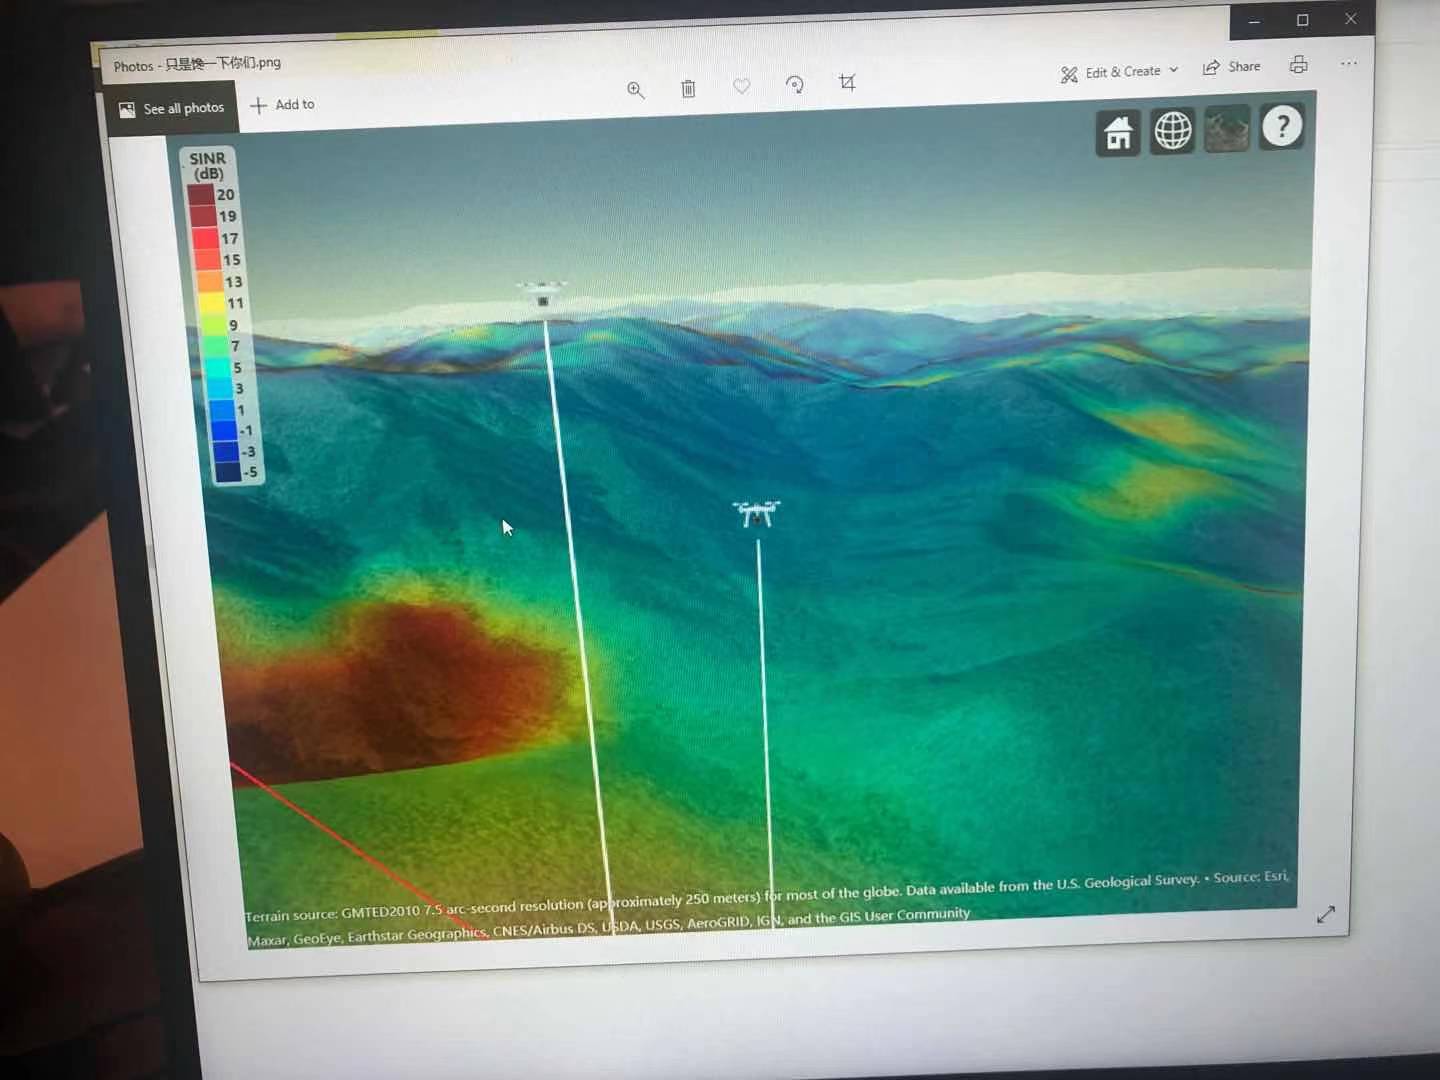 Photos - 只是馋一下你们.png
See all photos
Add to
Edit & Create
Share
SINR
(dB)
20
19
17
15
13
11
9
7
5
3
1
-1
-3
-5
?
Terrain source: GMTED2010 7.5 arc-second resolution (approximately 250 meters) for most of the globe. Data available from the U.S. Geological Survey. • Source: Esri,
Maxar, GeoEye, Earthstar Geographics, CNES/Airbus DS, USDA, USGS, AeroGRID, IGN, and the GIS User Community